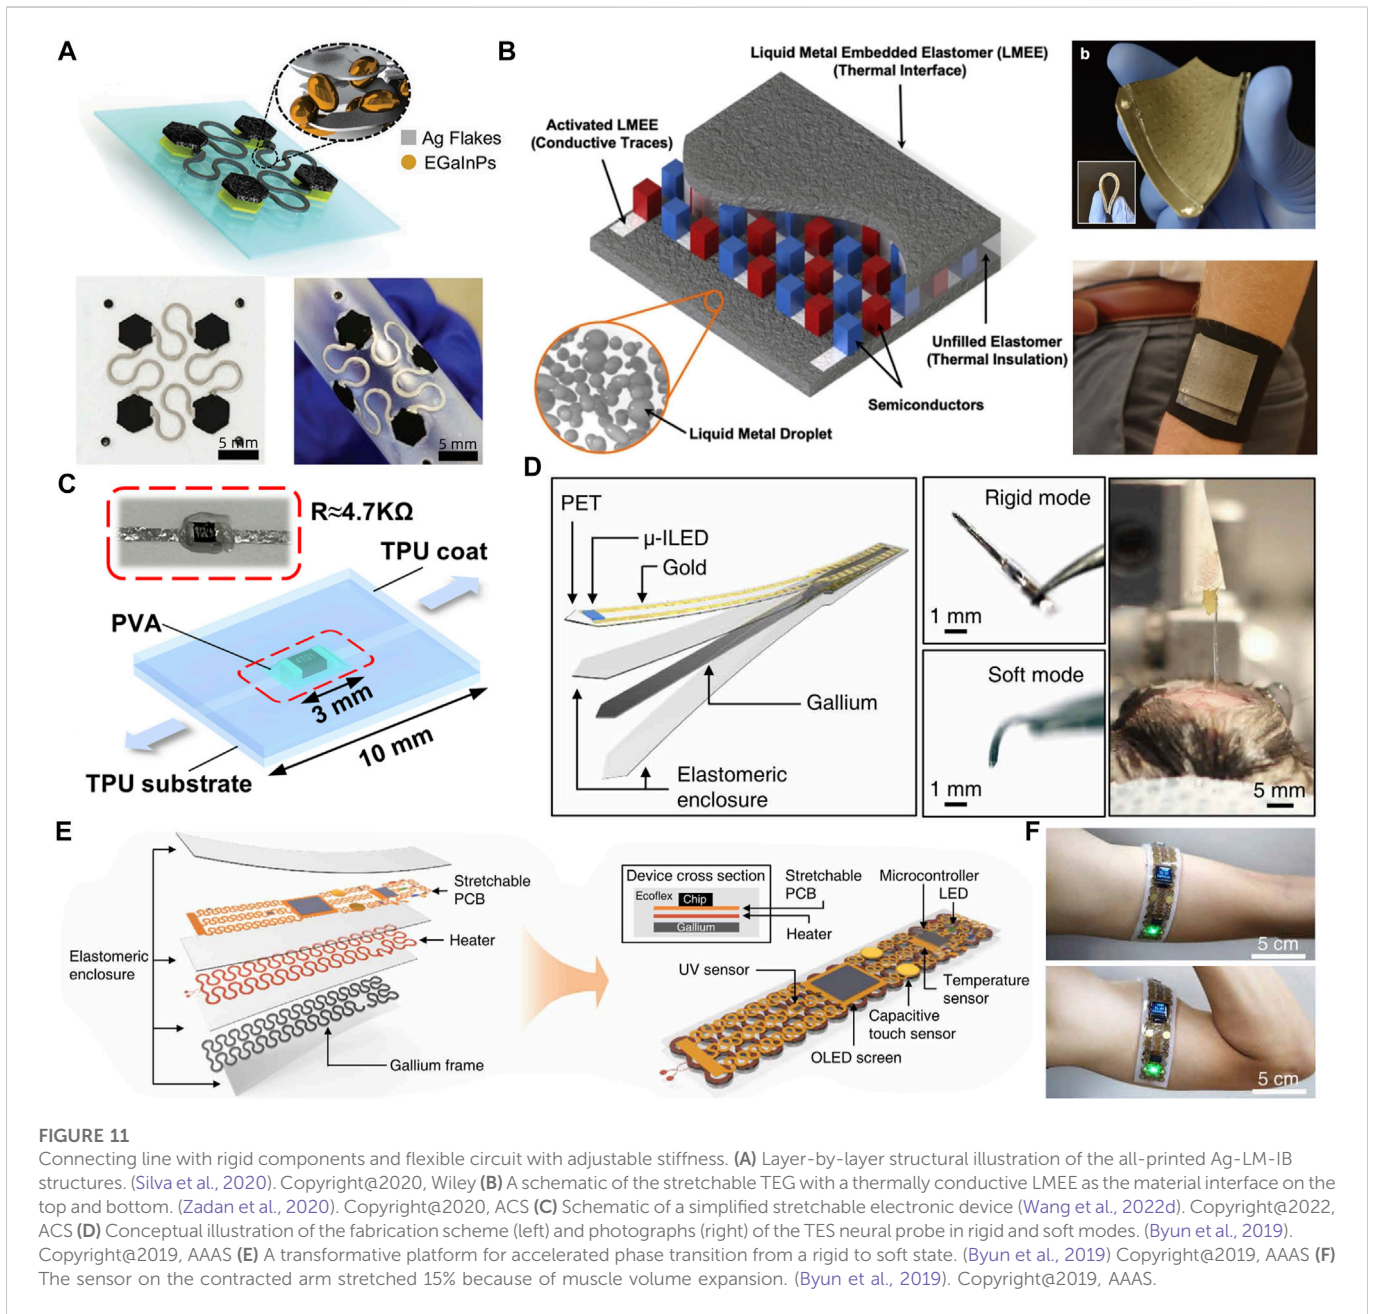 A
Ag Flakes
EGaInPs
5 mm
5 mm
B
Liquid Metal Embedded Elastomer (LMEE)
(Thermal Interface)
Activated LMEE
(Conductive Traces)
Unfilled Elastomer
(Thermal Insulation)
Semiconductors
Liquid Metal Droplet
b
C
R≈4.7KΩ
TPU coat
PVA
4701
3 mm
10 mm
TPU substrate
D
PET
μ-ILED
Gold
Gallium
Elastomeric
enclosure
Rigid mode
1 mm
Soft mode
1 mm
5 mm
E
Stretchable
PCB
Heater
Elastomeric
enclosure
Gallium frame
Device cross section
Ecoflex
Chip
Gallium
Stretchable
PCB
Heater
Microcontroller
LED
UV sensor
Temperature
sensor
Capacitive
touch sensor
OLED screen
F
5 cm
5 cm
FIGURE 11
Connecting line with rigid components and flexible circuit with adjustable stiffness. (A) Layer-by-layer structural illustration of the all-printed Ag-LM-IB
structures. (Silva et al., 2020). Copyright@2020, Wiley (B) A schematic of the stretchable TEG with a thermally conductive LMEE as the material interface on the
top and bottom. (Zadan et al., 2020). Copyright@2020, ACS (C) Schematic of a simplified stretchable electronic device (Wang et al., 2022d). Copyright@2022,
ACS (D) Conceptual illustration of the fabrication scheme (left) and photographs (right) of the TES neural probe in rigid and soft modes. (Byun et al., 2019).
Copyright@2019, AAAS (E) A transformative platform for accelerated phase transition from a rigid to soft state. (Byun et al., 2019) Copyright@2019, AAAS (F)
The sensor on the contracted arm stretched 15% because of muscle volume expansion. (Byun et al., 2019). Copyright@2019, AAAS.